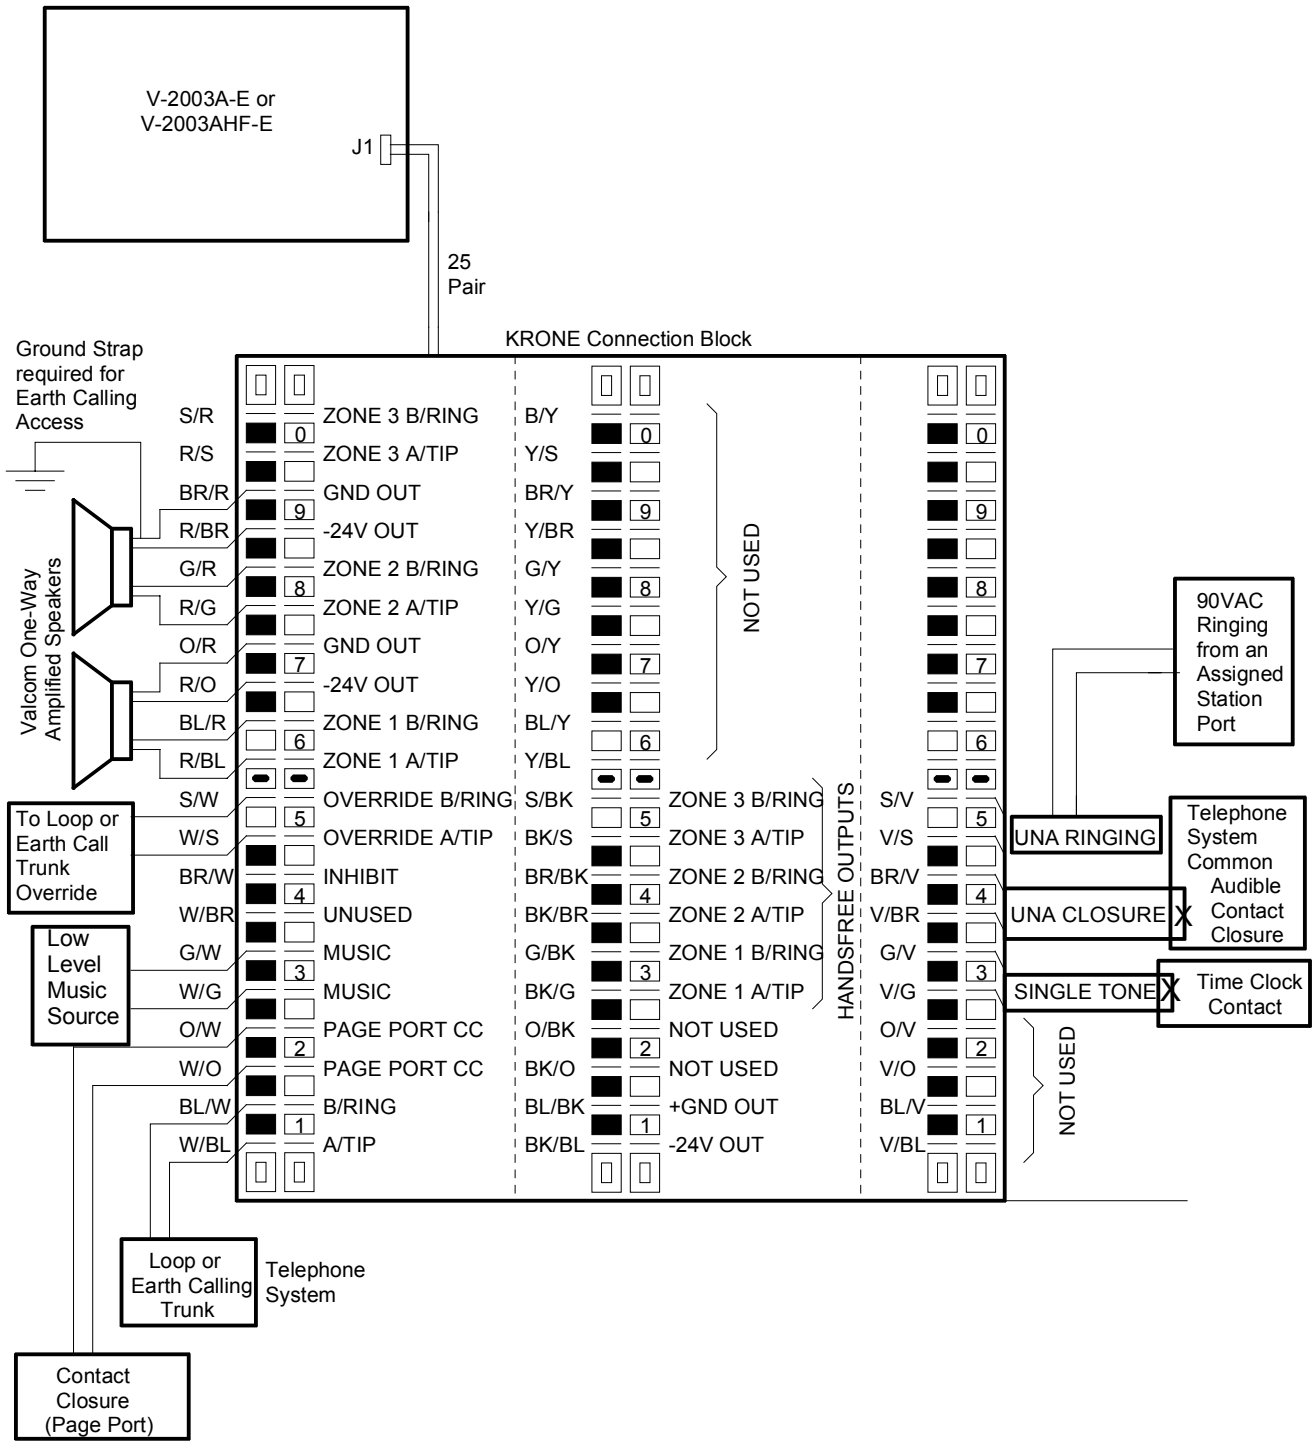 V-2003A-E or
V-2003AHF-E
J1
25
Pair
KRONE Connection Block
Ground Strap
required for
Earth Calling
Access
Valcom One-Way
Amplified Speakers
To Loop or
Earth Call
Trunk
Override
Low
Level
Music
Source
S/R ZONE 3 B/RING
0
R/S ZONE 3 A/TIP
BR/R GND OUT
9
R/BR -24V OUT
G/R ZONE 2 B/RING
8
R/G ZONE 2 A/TIP
O/R GND OUT
7
R/O -24V OUT
BL/R ZONE 1 B/RING
6
R/BL ZONE 1 A/TIP
S/W OVERRIDE B/RING
5
W/S OVERRIDE A/TIP
BR/W INHIBIT
4
W/BR UNUSED
G/W MUSIC
3
W/G MUSIC
O/W PAGE PORT CC
2
W/O PAGE PORT CC
BL/W B/RING
1
W/BL A/TIP
B/Y
0
Y/S
BR/Y
9
Y/BR
G/Y
8
Y/G
O/Y
7
Y/O
BL/Y
6
Y/BL
NOT USED
S/BK ZONE 3 B/RING
5
BK/S ZONE 3 A/TIP
BR/BK ZONE 2 B/RING
4
BK/BR ZONE 2 A/TIP
G/BK ZONE 1 B/RING
3
BK/G ZONE 1 A/TIP
HANDSFREE OUTPUTS
O/BK NOT USED
2
BK/O NOT USED
BL/BK +GND OUT
1
BK/BL -24V OUT
0
9
8
7
6
S/V
5
V/S
BR/V
4
V/BR
G/V
3
V/G
O/V
2
V/O
BL/V
1
V/BL
NOT USED
UNA RINGING
UNA CLOSURE X
SINGLE TONE X
90VAC
Ringing
from an
Assigned
Station
Port
Telephone
System
Common
Audible
Contact
Closure
Time Clock
Contact
Loop or
Earth Calling
Trunk
Telephone
System
Contact
Closure
(Page Port)